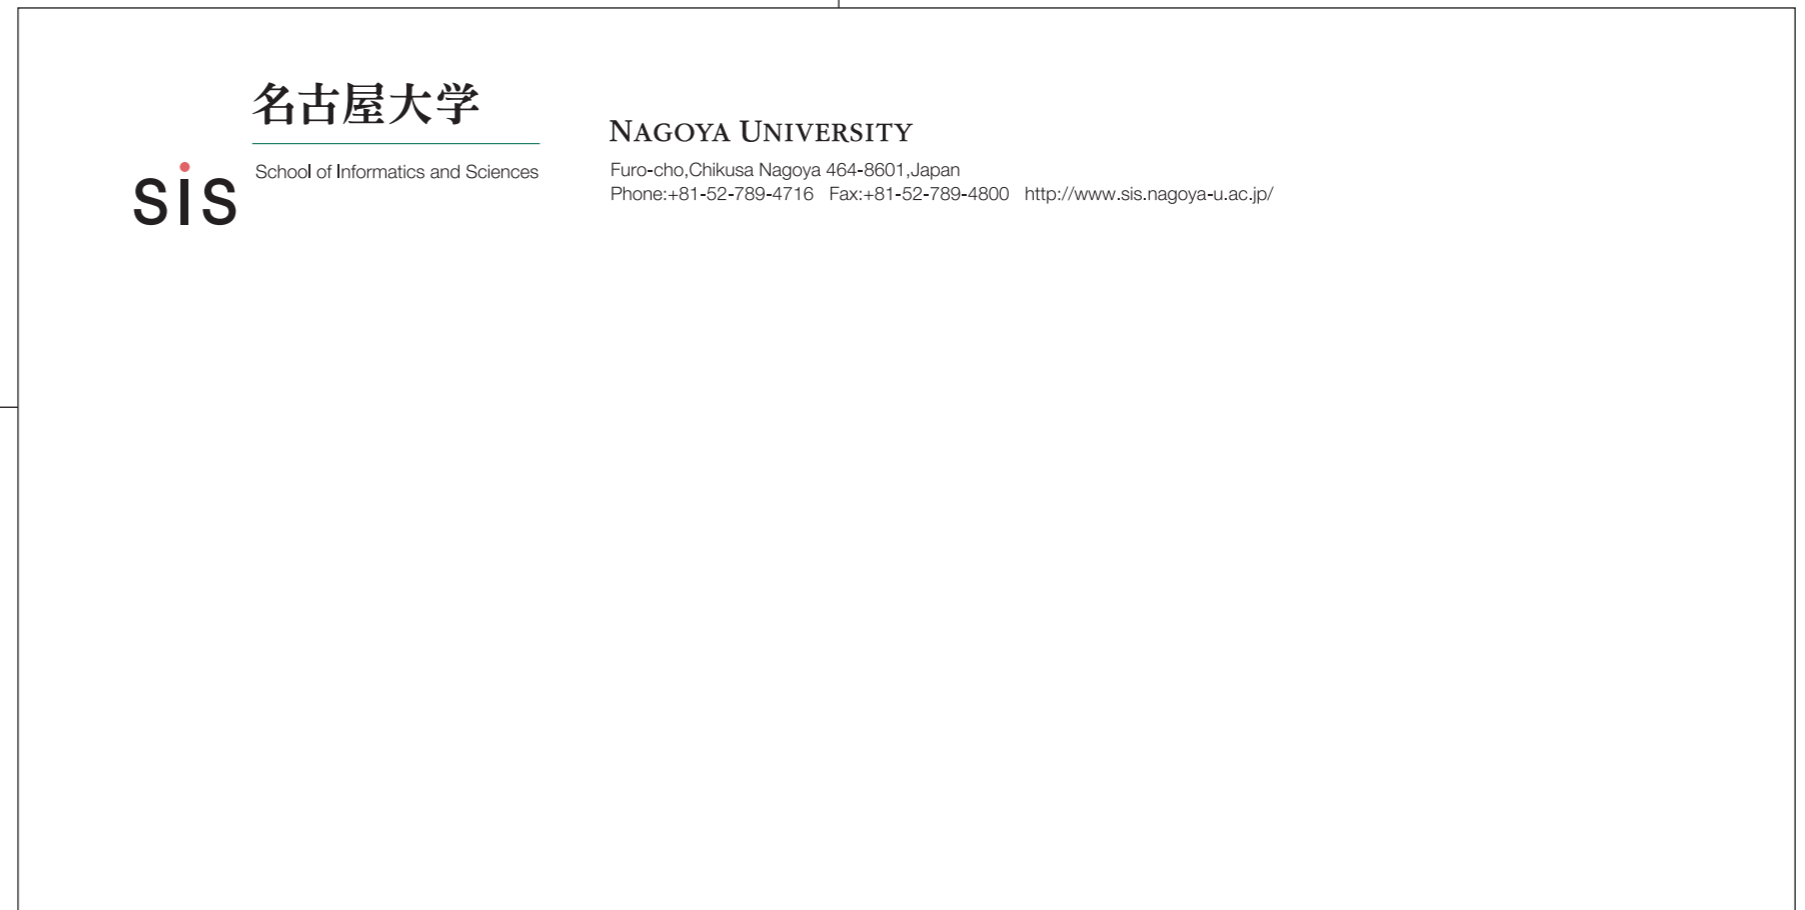 名古屋大学
sis
School of Informatics and Sciences
NAGOYA UNIVERSITY
Furo-cho,Chikusa Nagoya 464-8601,Japan
Phone:+81-52-789-4716 Fax:+81-52-789-4800 http://www.sis.nagoya-u.ac.jp/